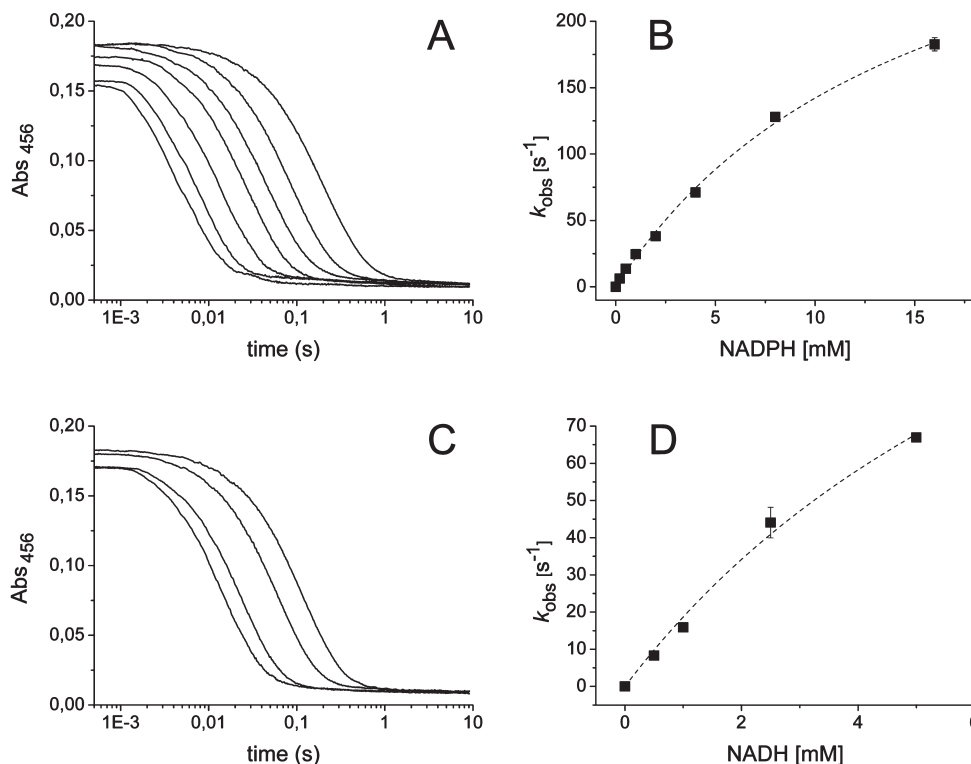 A
0,20
0,15
0,10
0,05
0,00
Abs 456
1E-3 0,01 0,1 1 10
time (s)
B
200
150
100
50
0
kobs [s-1]
0 5 10 15
NADPH [mM]
C
0,20
0,15
0,10
0,05
0,00
Abs 456
1E-3 0,01 0,1 1 10
time (s)
D
70
60
50
40
30
20
10
0
kobs [s-1]
0 2 4 6
NADH [mM]